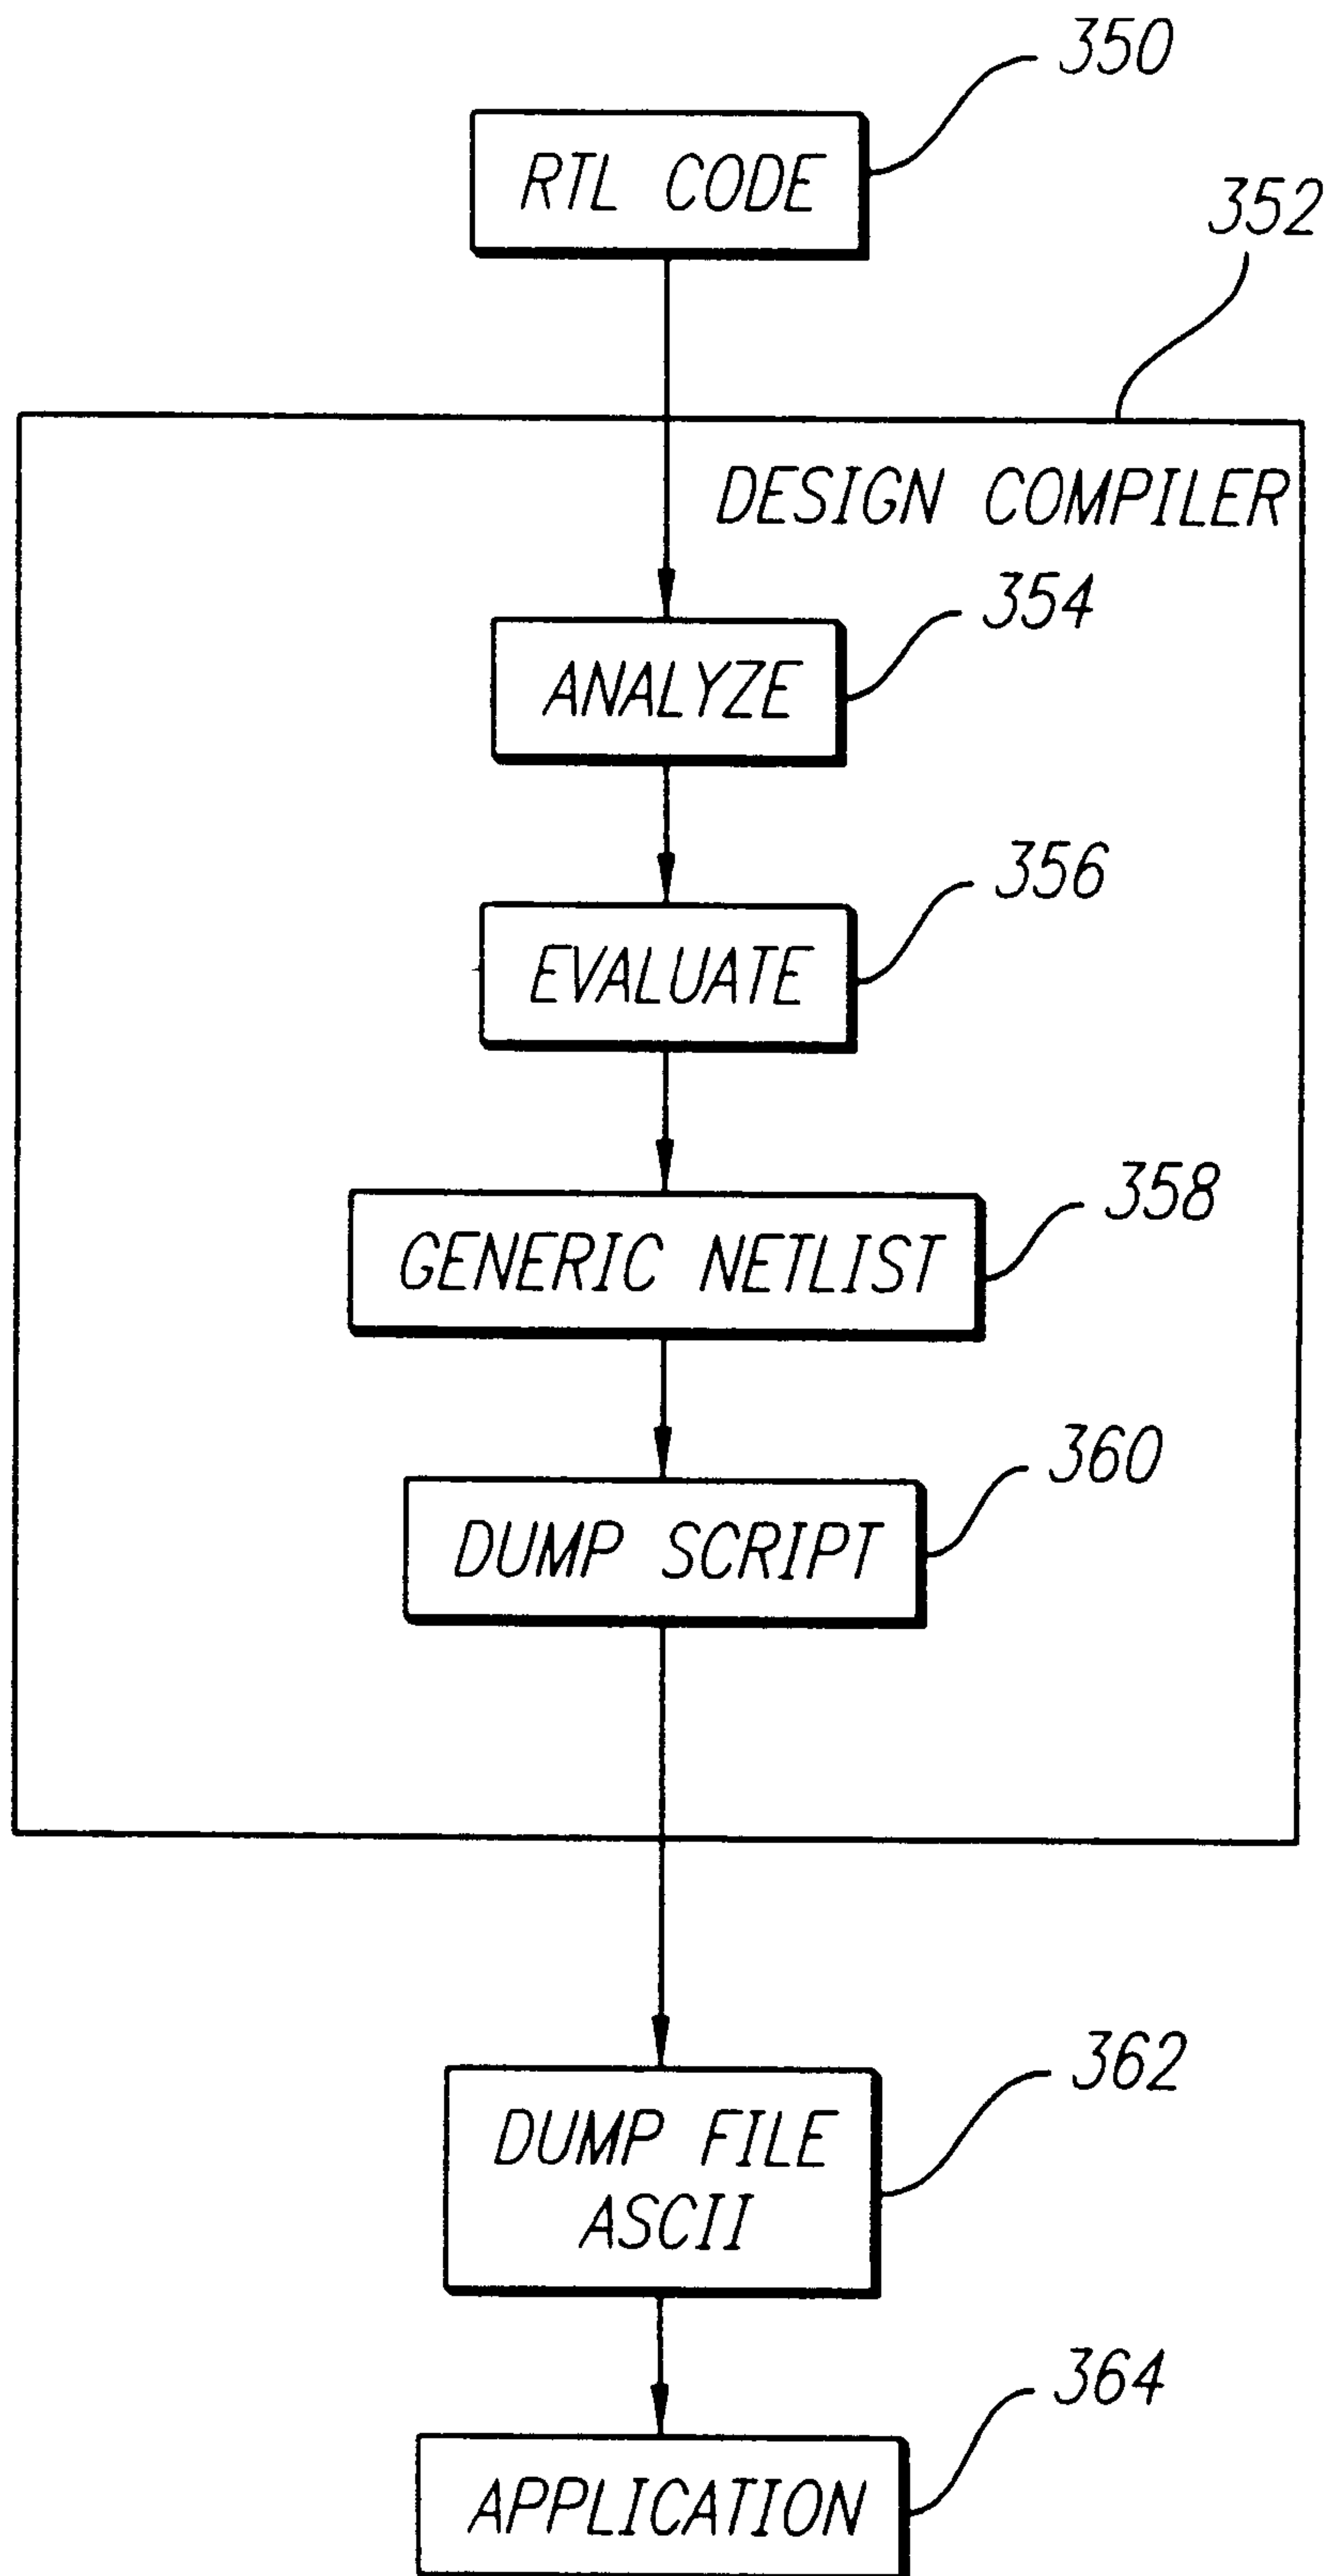 350
RTL CODE
352
DESIGN COMPILER
354
ANALYZE
356
EVALUATE
358
GENERIC NETLIST
360
DUMP SCRIPT
362
DUMP FILE
ASCII
364
APPLICATION